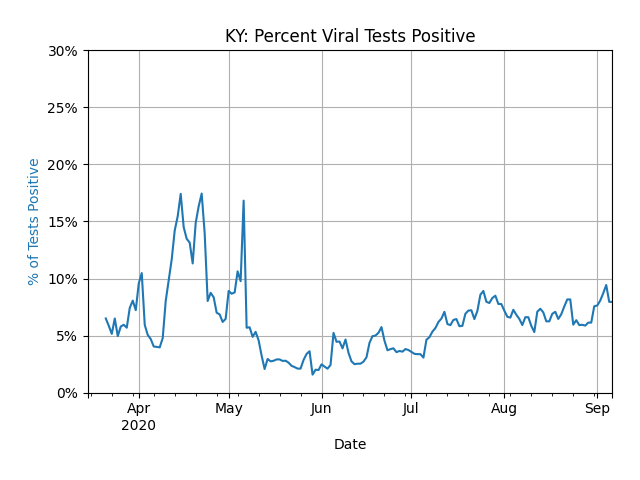 KY: Percent Viral Tests Positive
30%
25%
20%
15%
10%
5%
0%
% of Tests Positive
Apr May Jun Jul Aug Sep
2020
Date